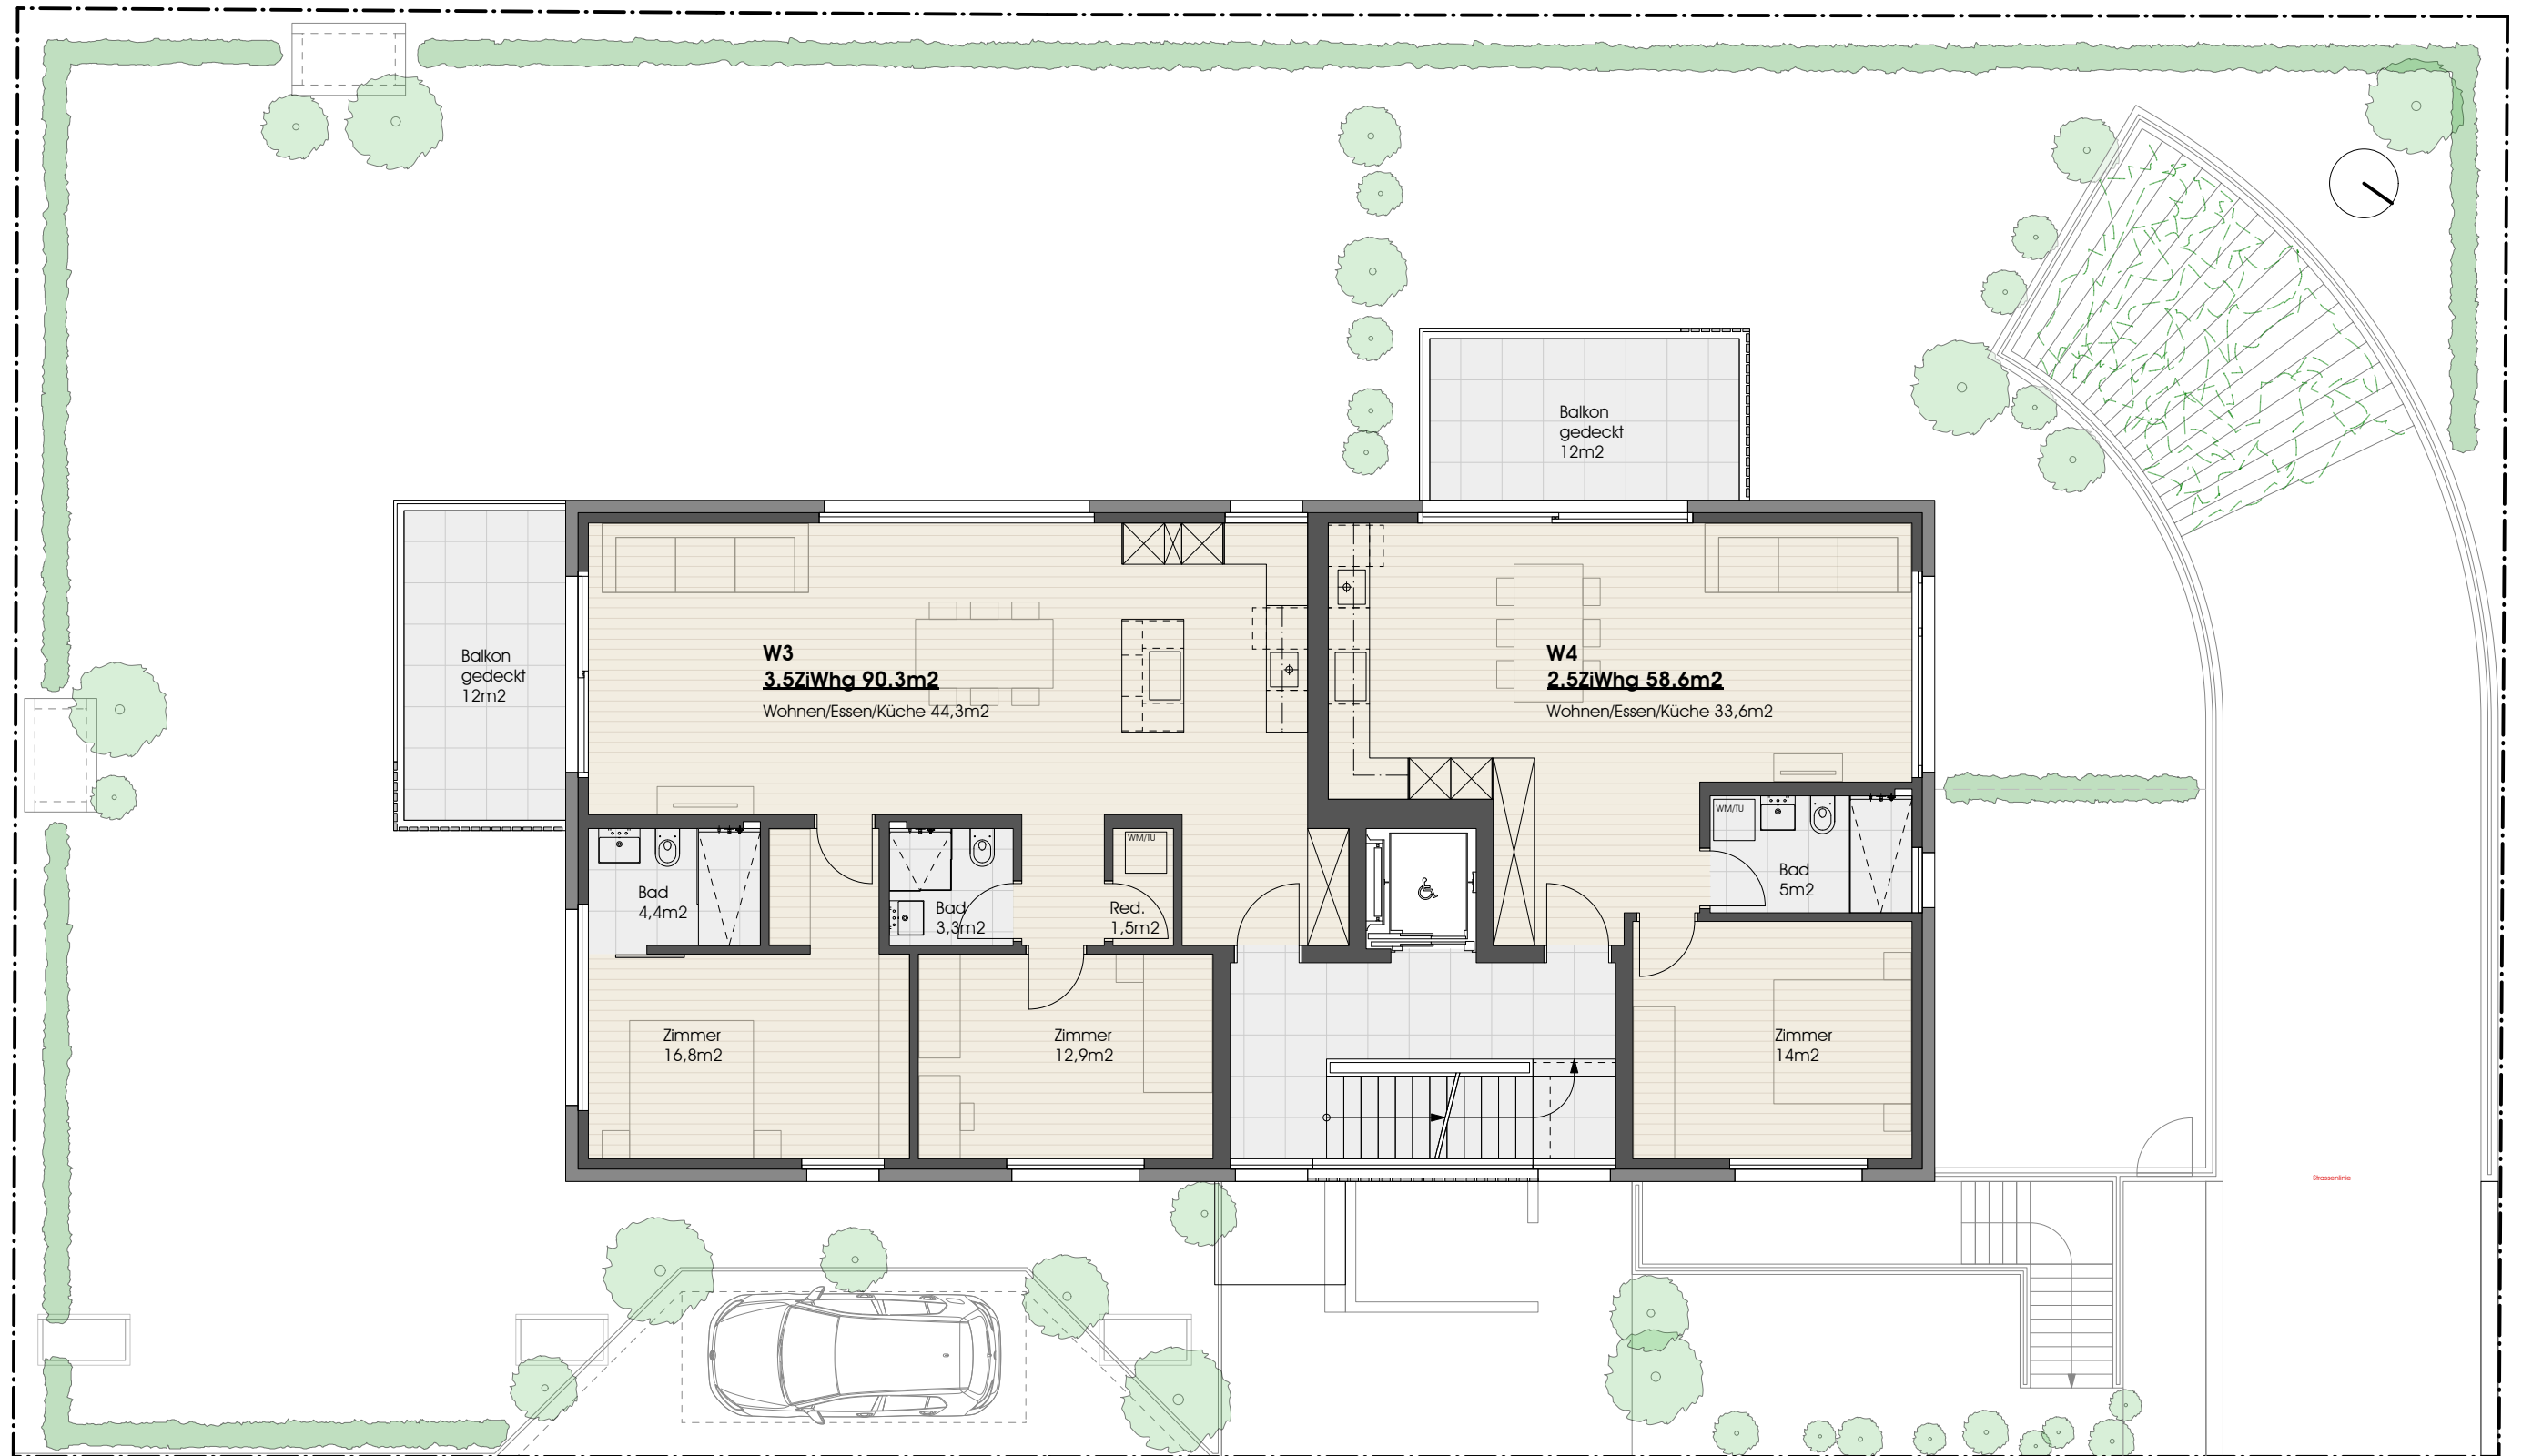 Balkon
gedeckt
12m2
Balkon
gedeckt
12m2
W3
3.5ZiWhg 90.3m2
Wohnen/Essen/Küche 44,3m2
W4
2.5ZiWhg 58.6m2
Wohnen/Essen/Küche 33,6m2
WM/TU
WM/TU
Bad
4,4m2
Bad
3,3m2
Red.
1,5m2
Bad
5m2
Zimmer
16,8m2
Zimmer
12,9m2
Zimmer
14m2
Strassenlinie